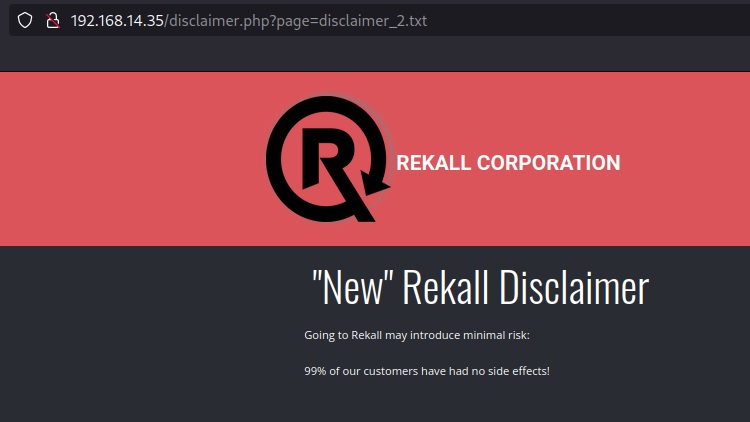 192.168.14.35/disclaimer.php?page=disclaimer_2.txt
R
REKALL CORPORATION
"New" Rekall Disclaimer
Going to Rekall may introduce minimal risk:
99% of our customers have had no side effects!